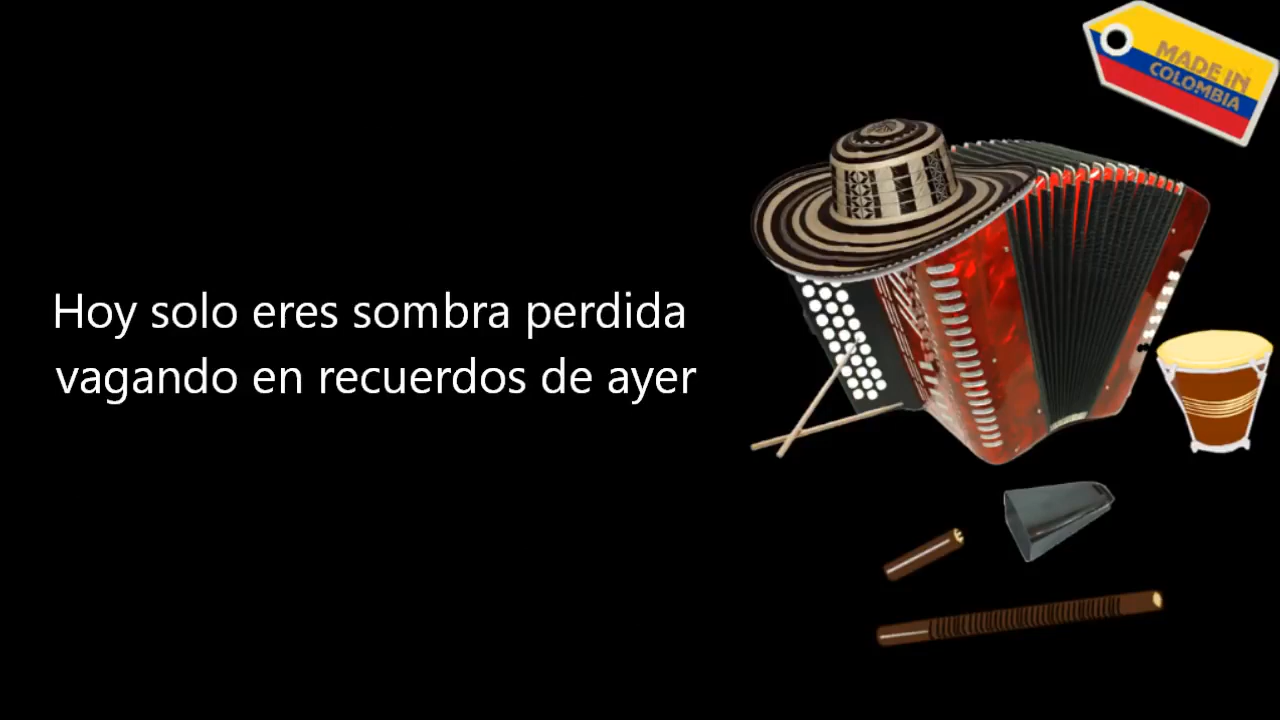 MADE IN
COLOMBIA
Hoy solo eres sombra perdida
vagando en recuerdos de ayer